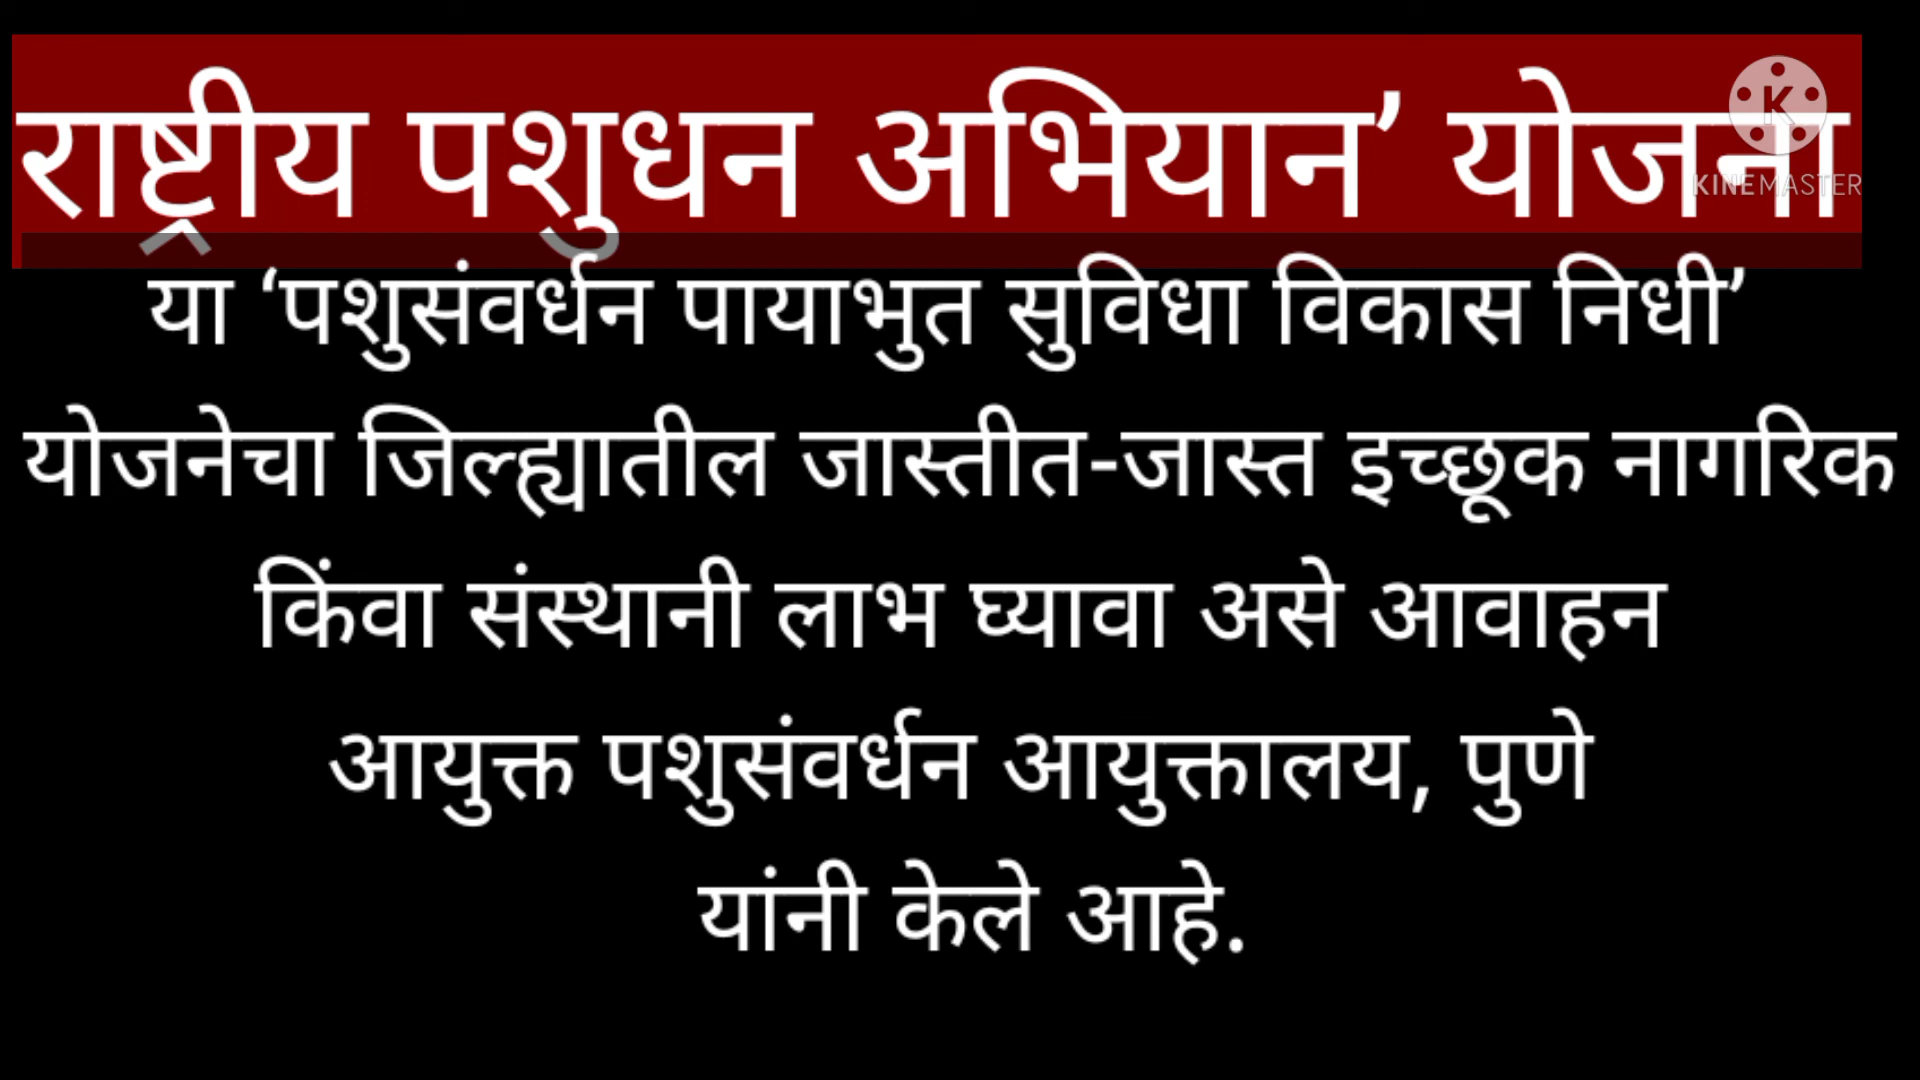 राष्ट्रीय पशुधन अभियान’ योजना
KINEMASTER
या ‘पशुसंवर्धन पायाभुत सुविधा विकास निधी’
योजनेचा जिल्ह्यातील जास्तीत-जास्त इच्छूक नागरिक
किंवा संस्थानी लाभ घ्यावा असे आवाहन
आयुक्त पशुसंवर्धन आयुक्तालय, पुणे
यांनी केले आहे.